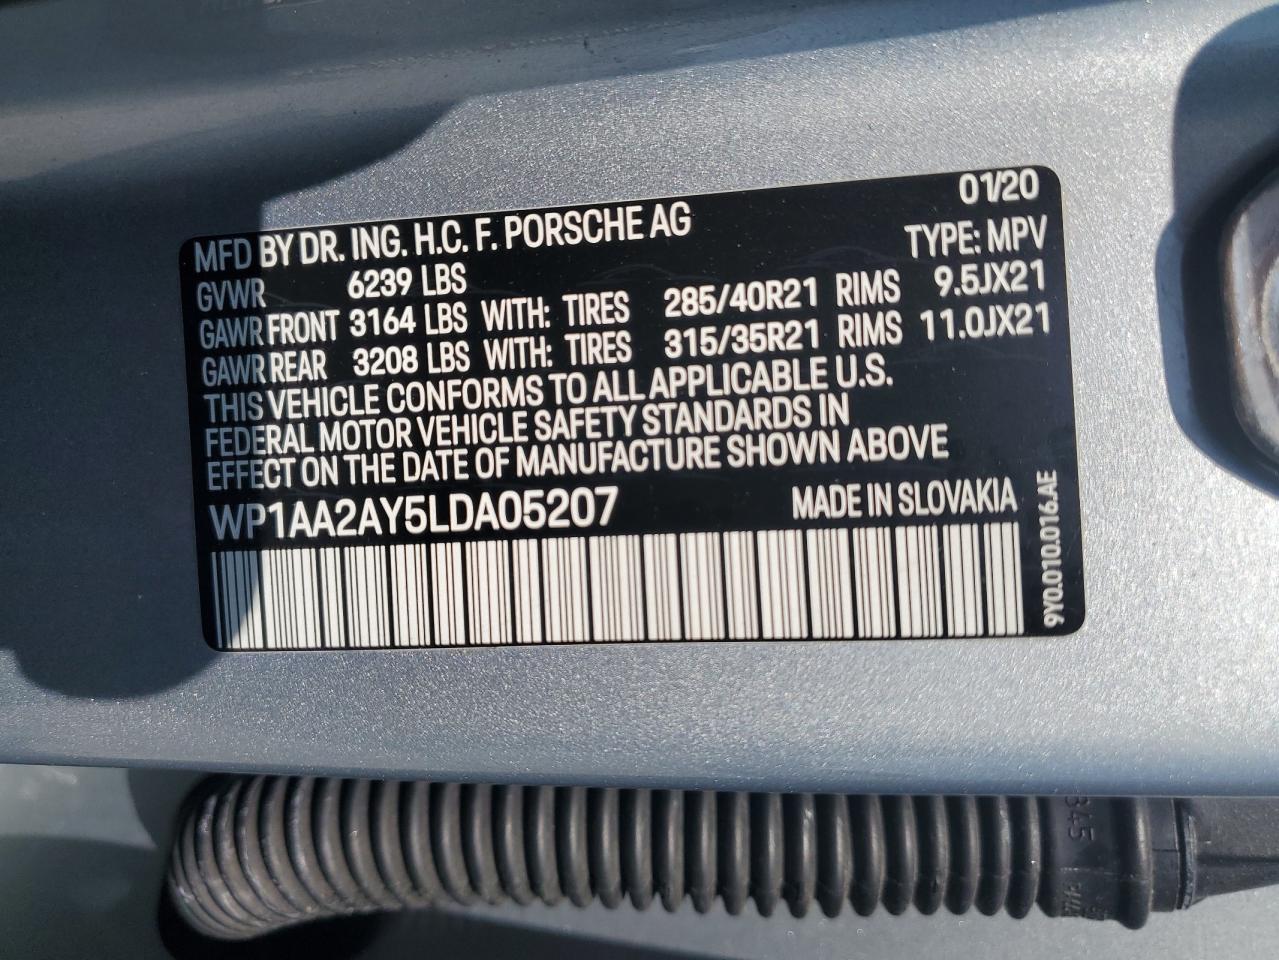 01/20
MFD BY DR. ING. H.C. F. PORSCHE AG TYPE: MPV
GVWR 6239 LBS
GAWR FRONT 3164 LBS WITH: TIRES 285/40R21 RIMS 9.5JX21
GAWR REAR 3208 LBS WITH: TIRES 315/35R21 RIMS 11.0JX21
THIS VEHICLE CONFORMS TO ALL APPLICABLE U.S.
FEDERAL MOTOR VEHICLE SAFETY STANDARDS IN
EFFECT ON THE DATE OF MANUFACTURE SHOWN ABOVE
WP1AA2AY5LDA05207 MADE IN SLOVAKIA
9Y0.010.016.AE
345